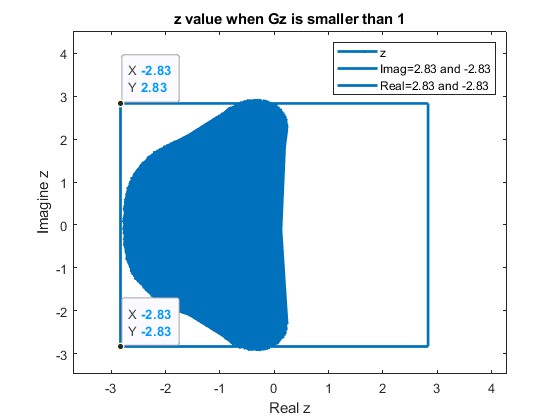 z value when Gz is smaller than 1
z
Imag=2.83 and -2.83
Real=2.83 and -2.83
X -2.83
Y 2.83
X -2.83
Y -2.83
4
3
2
1
0
-1
-2
-3
Imagine z
-3
-2
-1
0
1
2
3
4
Real z